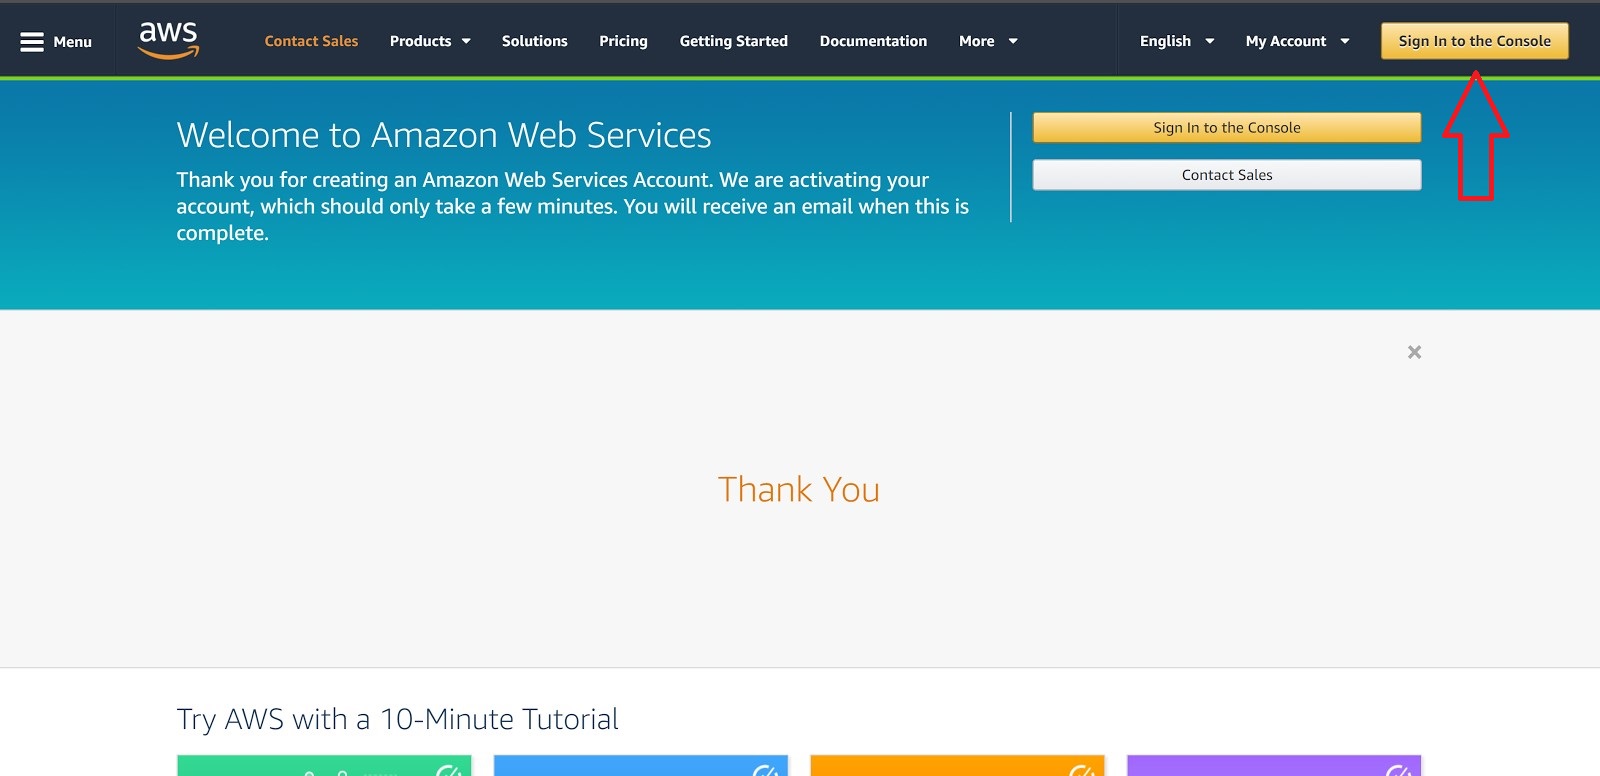 Menu
aws
Contact Sales
Products
Solutions
Pricing
Getting Started
Documentation
More
English
My Account
Sign In to the Console
Welcome to Amazon Web Services
Thank you for creating an Amazon Web Services Account. We are activating your
account, which should only take a few minutes. You will receive an email when this is
complete.
Sign In to the Console
Contact Sales
Thank You
Try AWS with a 10-Minute Tutorial